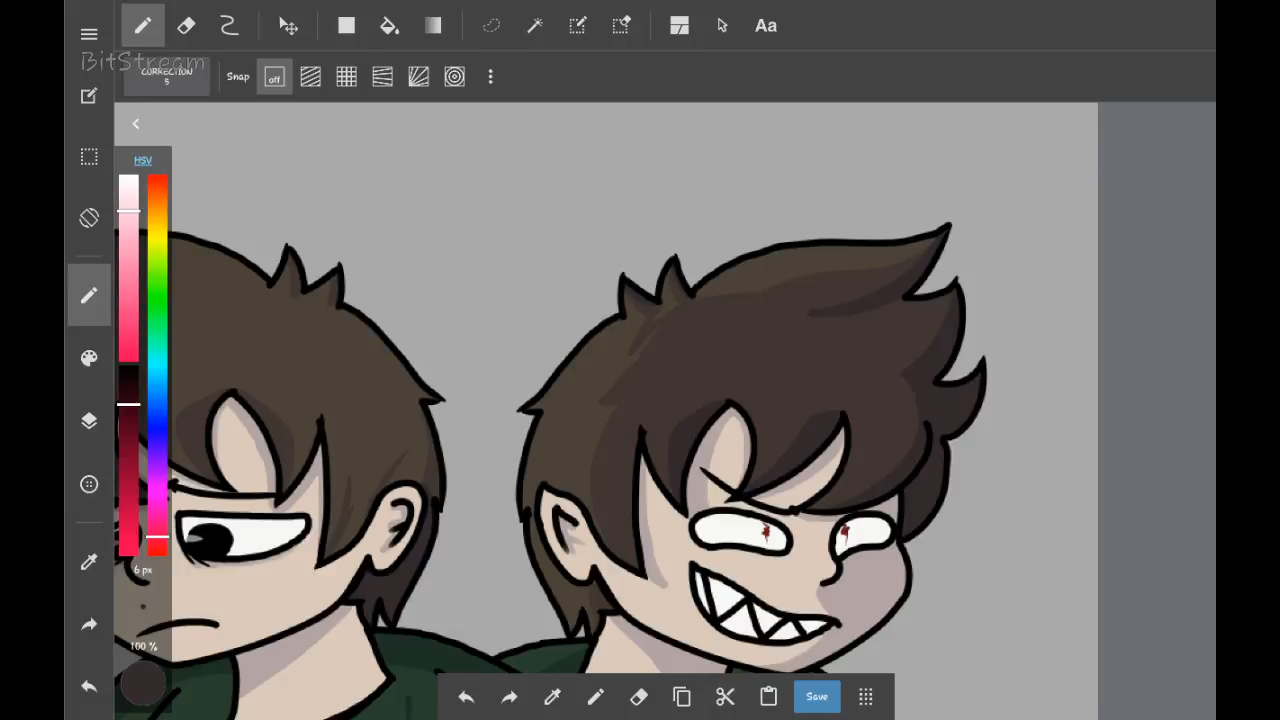 Aa
BitStream
CORRECTION
5
Snap
off
HSV
6 px
100 %
Save